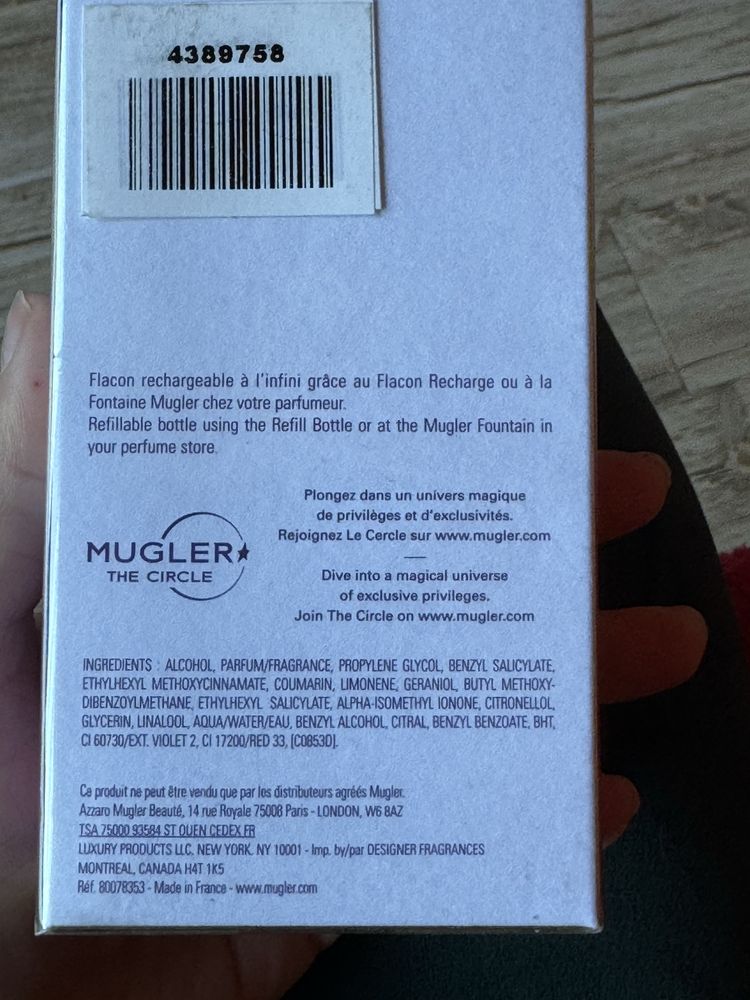 4389758
Flacon rechargeable à l'infini grâce au Flacon Recharge ou à la
Fontaine Mugler chez votre parfumeur.
Refillable bottle using the Refill Bottle or at the Mugler Fountain in
your perfume store.
MUGLER
THE CIRCLE
Plongez dans un univers magique
de privilèges et d'exclusivités.
Rejoignez Le Cercle sur www.mugler.com
Dive into a magical universe
of exclusive privileges.
Join The Circle on www.mugler.com
INGREDIENTS : ALCOHOL, PARFUM/FRAGRANCE, PROPYLENE GLYCOL, BENZYL SALICYLATE,
ETHYLHEXYL METHOXYCINNAMATE, COUMARIN, LIMONENE, GERANIOL, BUTYL METHOXY-
DIBENZOYLMETHANE, ETHYLHEXYL SALICYLATE, ALPHA-ISOMETHYL IONONE, CITRONELLOL,
GLYCERIN, LINALOOL, AQUA/WATER/EAU, BENZYL ALCOHOL, CITRAL, BENZYL BENZOATE, BHT,
CI 60730/EXT. VIOLET 2, CI 17200/RED 33, [C0853D].
Ce produit ne peut être vendu que par les distributeurs agréés Mugler.
Azzaro Mugler Beauté, 14 rue Royale 75008 Paris - LONDON, W6 8AZ
TSA 75000 93584 ST OUEN CEDEX FR
LUXURY PRODUCTS LLC. NEW YORK. NY 10001 - Imp. by/par DESIGNER FRAGRANCES
MONTREAL, CANADA H4T 1K5
Réf. 80078353 - Made in France - www.mugler.com